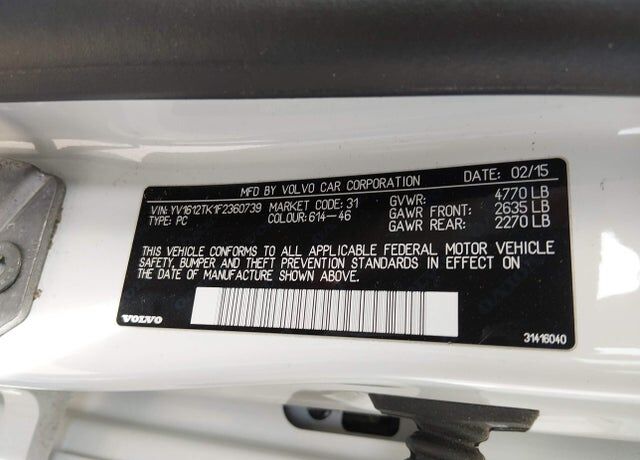 MFD BY VOLVO CAR CORPORATION DATE: 02/15
VIN: YV1612TK1F2360739 MARKET CODE: 31 GVWR: 4770 LB
TYPE: PC COLOUR: 614-46 GAWR FRONT: 2635 LB
GAWR REAR: 2270 LB
THIS VEHICLE CONFORMS TO ALL APPLICABLE FEDERAL MOTOR VEHICLE
SAFETY, BUMPER AND THEFT PREVENTION STANDARDS IN EFFECT ON
THE DATE OF MANUFACTURE SHOWN ABOVE.
VOLVO 31416040